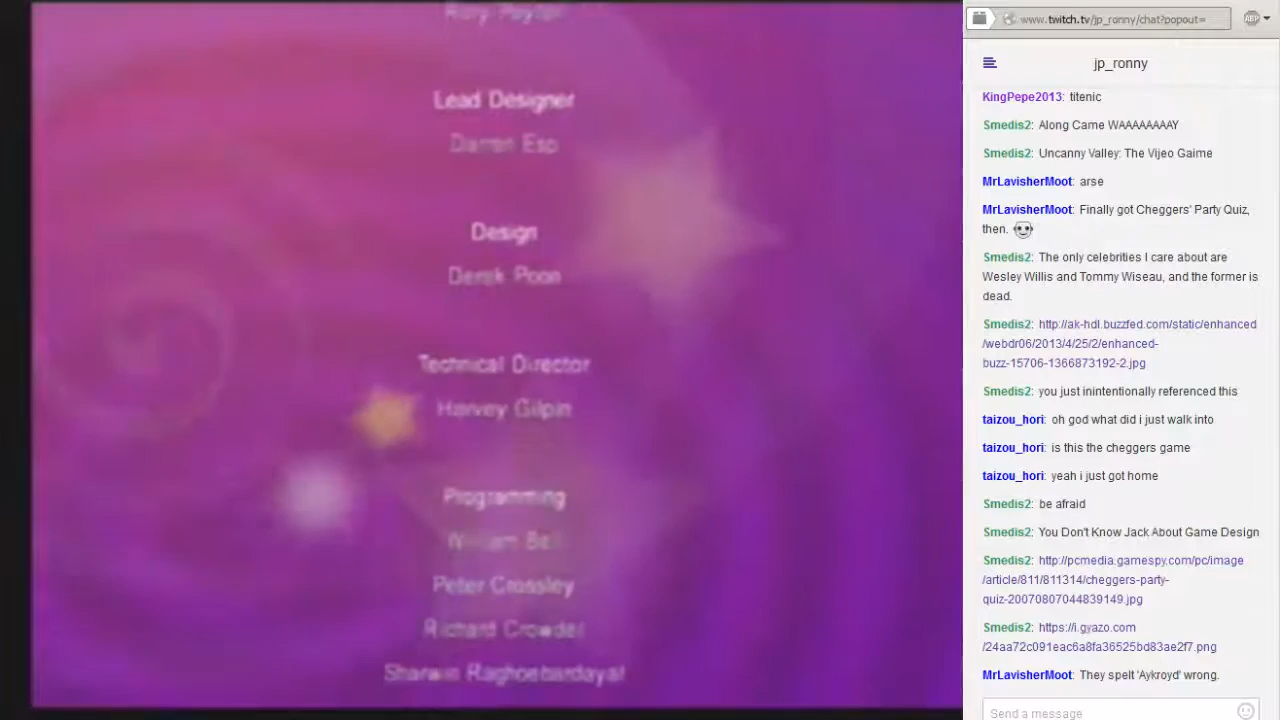 Lead Designer
Darren Esp
Design
Derek Poon
Technical Director
Harvey Gilpin
Programming
William
Peter Crossley
Richard Crowder
Sharwin Raghoebardayal
www.twitch.tv/jp_ronny/chat?popout=
ABP
jp_ronny
KingPepe2013: titenic
Smedis2: Along Came WAAAAAAAY
Smedis2: Uncanny Valley: The Vijeo Gaime
MrLavisherMoot: arse
MrLavisherMoot: Finally got Cheggers' Party Quiz,
then.
Smedis2: The only celebrities I care about are
Wesley Willis and Tommy Wiseau, and the former is
dead.
Smedis2: http://ak-hdl.buzzfed.com/static/enhanced
/webdr06/2013/4/25/2/enhanced-
buzz-15706-1366873192-2.jpg
Smedis2: you just inintentionally referenced this
taizou_hori: oh god what did i just walk into
taizou_hori: is this the cheggers game
taizou_hori: yeah i just got home
Smedis2: be afraid
Smedis2: You Don't Know Jack About Game Design
Smedis2: http://pcmedia.gamespy.com/pc/image
/article/811/811314/cheggers-party-
quiz-20070807044839149.jpg
Smedis2: https://i.gyazo.com
/24aa72c091eac6a8fa36525bd83ae2f7.png
MrLavisherMoot: They spelt 'Aykroyd' wrong.
Send a message